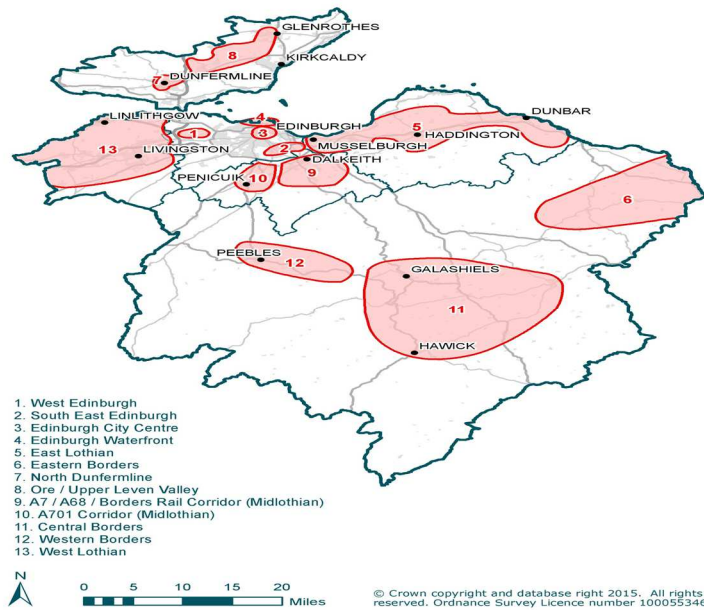 GLENROTHES
8
KIRKCALDY
7
DUNFERMLINE
LINLITHGOW
4
EDINBURGH
DUNBAR
1
3
5
HADDINGTON
13
LIVINGSTON
2
MUSSELBURGH
DALKEITH
PENICUIK
10
9
6
PEEBLES
12
GALASHIELS
11
HAWICK
1. West Edinburgh
2. South East Edinburgh
3. Edinburgh City Centre
4. Edinburgh Waterfront
5. East Lothian
6. Eastern Borders
7. North Dunfermline
8. Ore / Upper Leven Valley
9. A7 / A68 / Borders Rail Corridor (Midlothian)
10. A701 Corridor (Midlothian)
11. Central Borders
12. Western Borders
13. West Lothian
N
0 5 10 20
Miles
© Crown copyright and database right 2015. All rights
reserved. Ordnance Survey Licence number 100055346